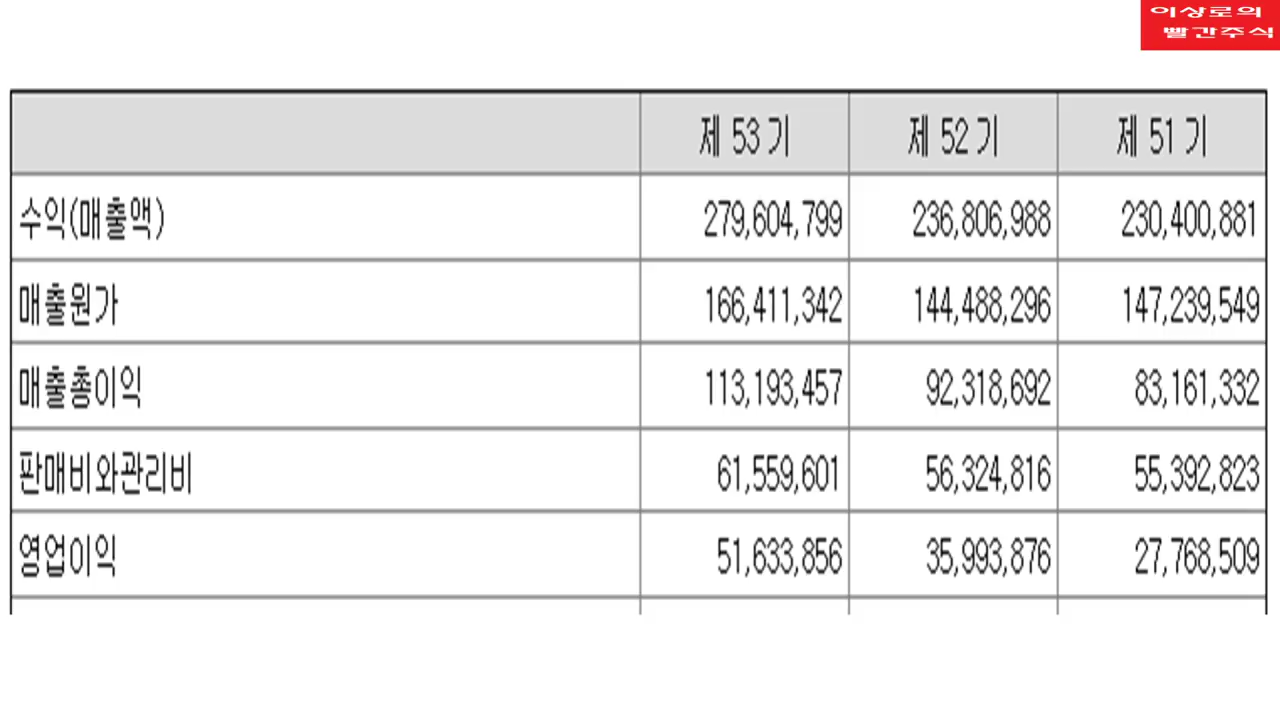 이상로의
빨간주식
제 53 기 제 52 기 제 51 기
수익(매출액) 279,604,799 236,806,988 230,400,881
매출원가 166,411,342 144,488,296 147,239,549
매출총이익 113,193,457 92,318,692 83,161,332
판매비와관리비 61,559,601 56,324,816 55,392,823
영업이익 51,633,856 35,993,876 27,768,509